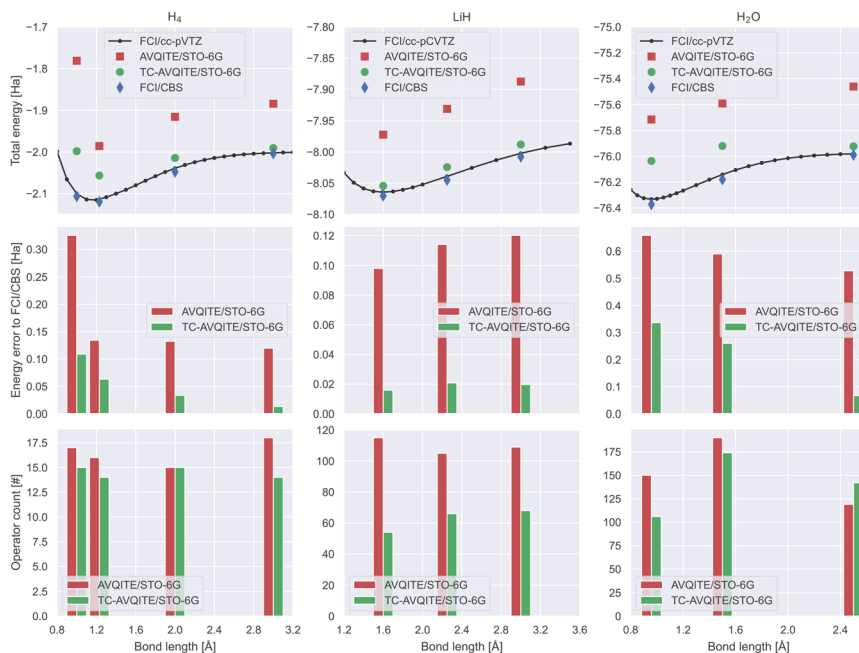 H₄
LiH
H₂O
Total energy [Ha]
−1.7
−1.8
−1.9
−2.0
−2.1
FCI/cc-pVTZ
AVQITE/STO-6G
TC-AVQITE/STO-6G
FCI/CBS
−7.80
−7.85
−7.90
−7.95
−8.00
−8.05
−8.10
FCI/cc-pCVTZ
AVQITE/STO-6G
TC-AVQITE/STO-6G
FCI/CBS
−75.0
−75.2
−75.4
−75.6
−75.8
−76.0
−76.2
−76.4
FCI/cc-pVTZ
AVQITE/STO-6G
TC-AVQITE/STO-6G
FCI/CBS
Energy error to FCI/CBS [Ha]
0.30
0.25
0.20
0.15
0.10
0.05
0.00
AVQITE/STO-6G
TC-AVQITE/STO-6G
0.12
0.10
0.08
0.06
0.04
0.02
0.00
AVQITE/STO-6G
TC-AVQITE/STO-6G
0.6
0.5
0.4
0.3
0.2
0.1
0.0
AVQITE/STO-6G
TC-AVQITE/STO-6G
Operator count [#]
17.5
15.0
12.5
10.0
7.5
5.0
2.5
0.0
AVQITE/STO-6G
TC-AVQITE/STO-6G
0.8 1.2 1.6 2.0 2.4 2.8 3.2
Bond length [Å]
120
100
80
60
40
20
0
AVQITE/STO-6G
TC-AVQITE/STO-6G
1.2 1.6 2.0 2.4 2.8 3.2 3.6
Bond length [Å]
175
150
125
100
75
50
25
0
AVQITE/STO-6G
TC-AVQITE/STO-6G
0.8 1.2 1.6 2.0 2.4
Bond length [Å]